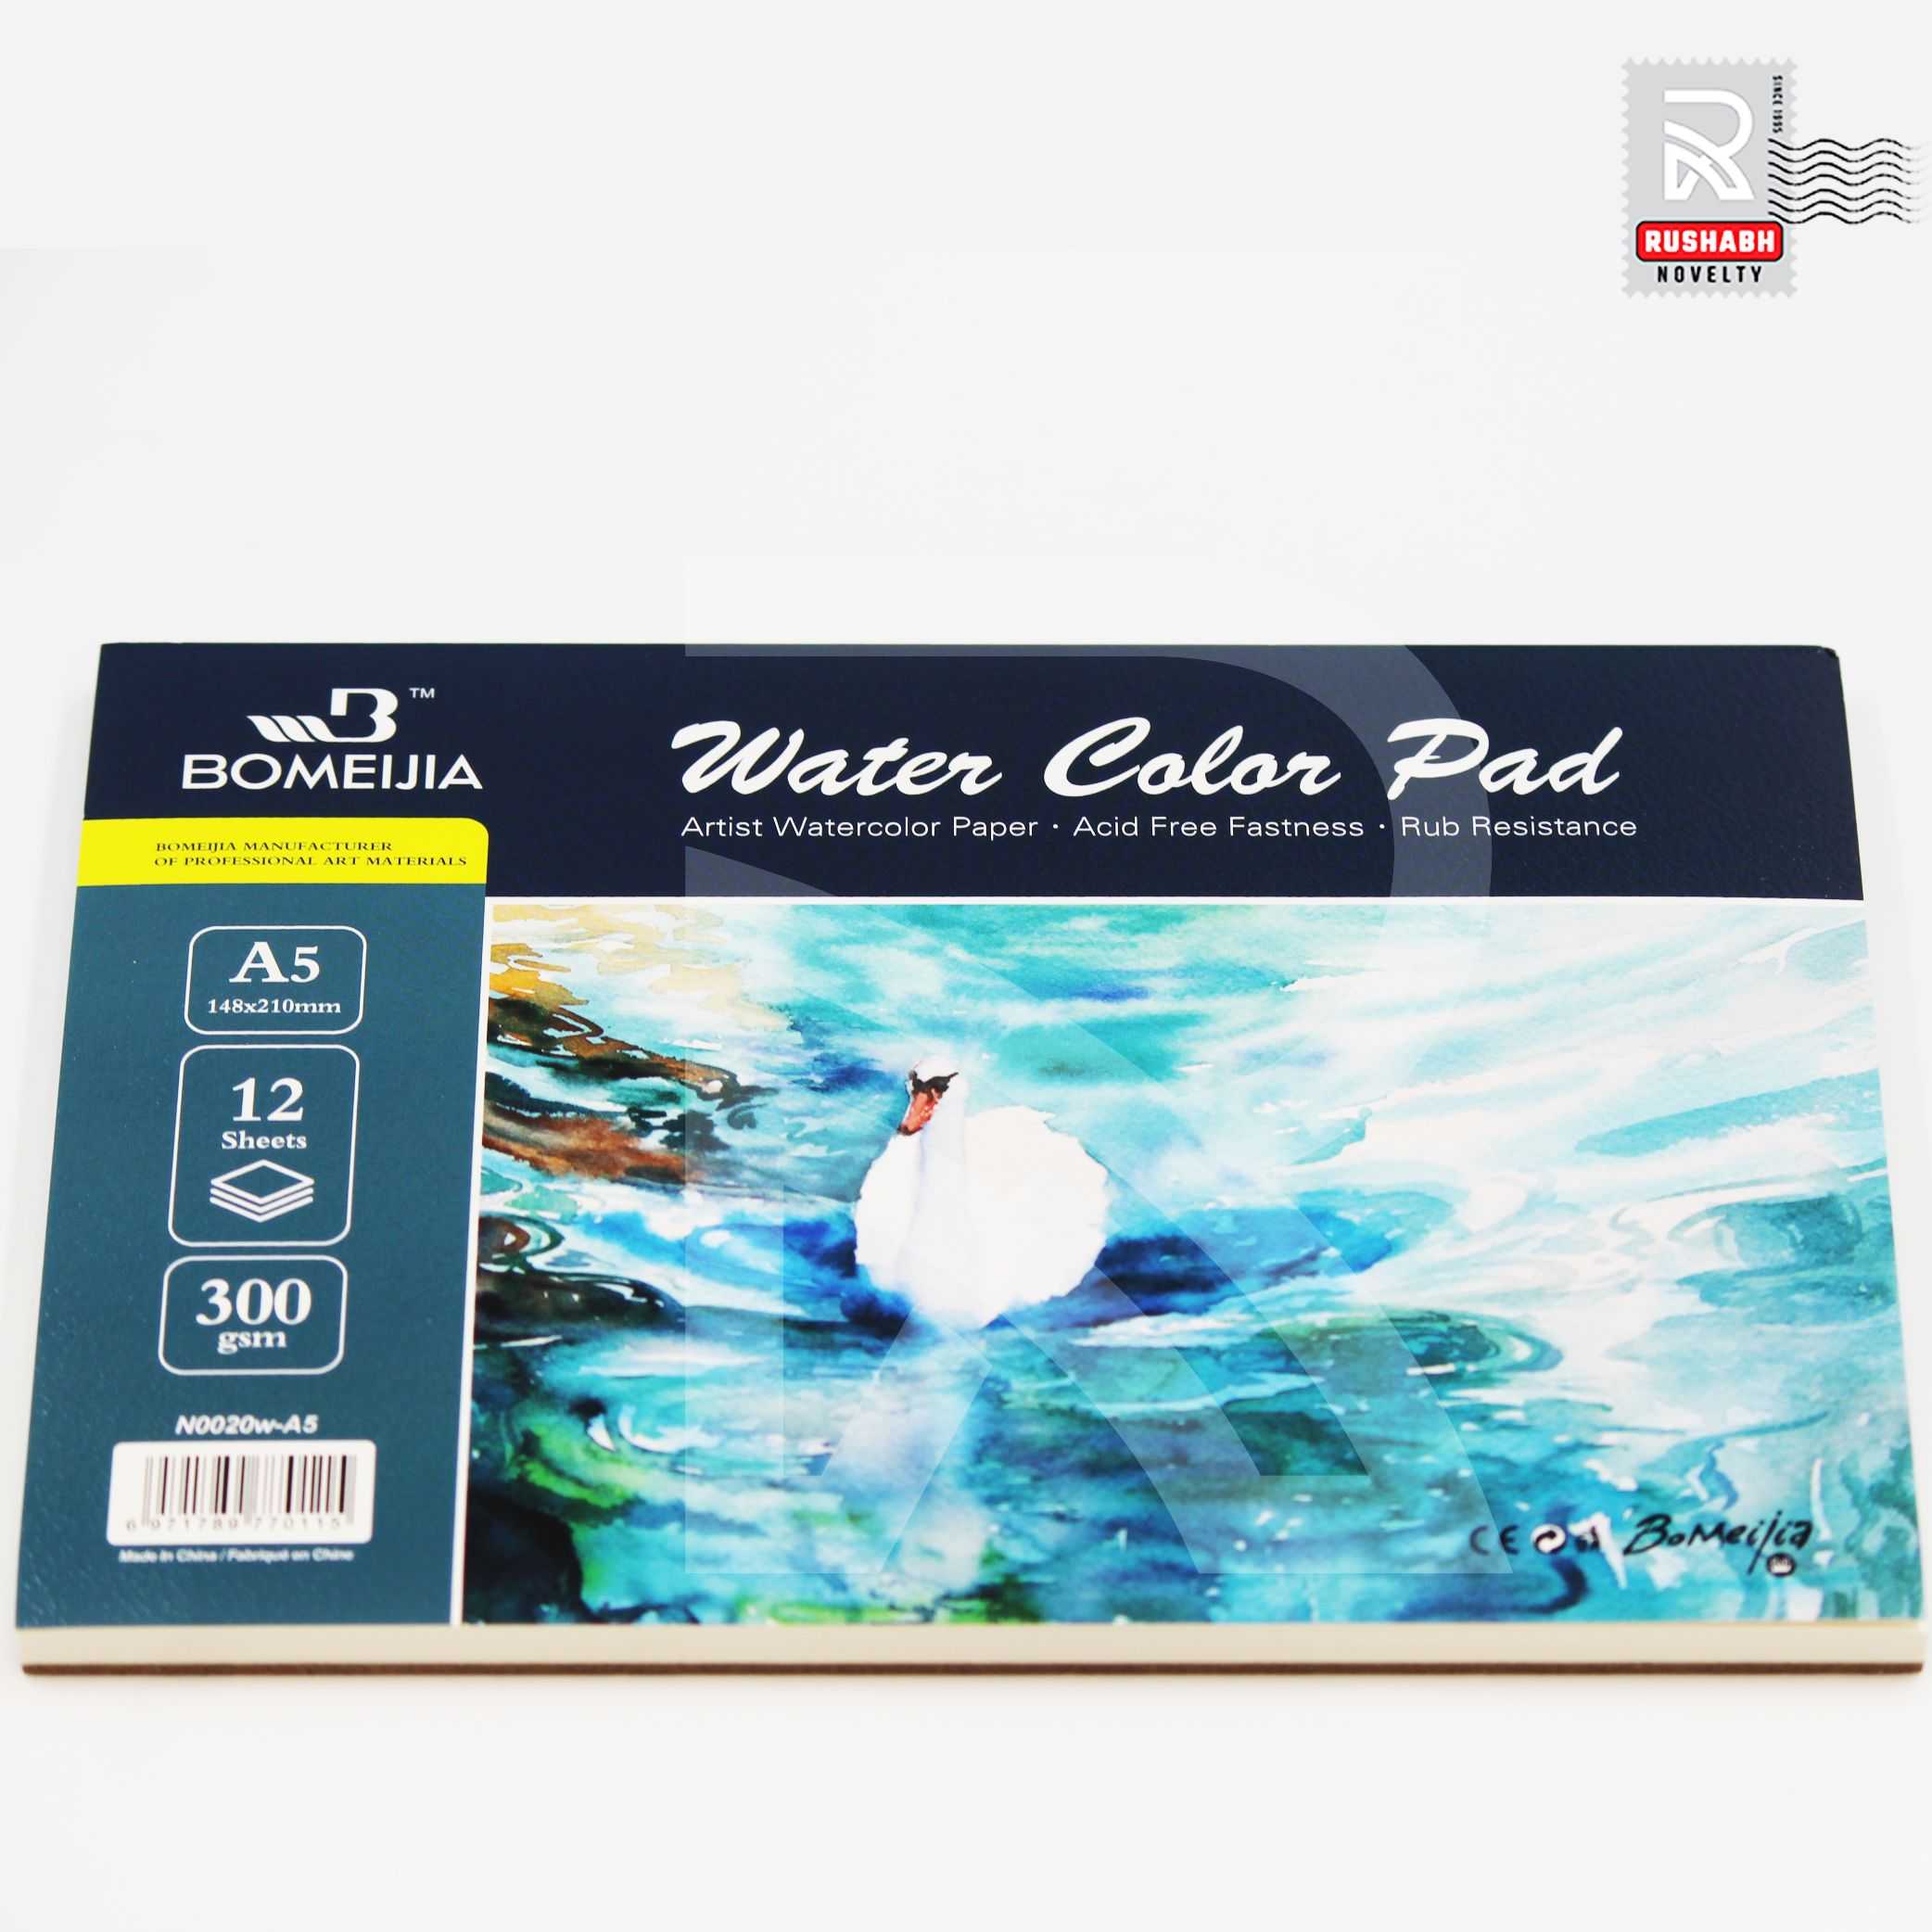 SINCE 1995
RUSHABH
NOVELTY
B™
BOMEIJIA
Water Color Pad
Artist Watercolor Paper · Acid Free Fastness · Rub Resistance
BOMEIJIA MANUFACTURER
OF PROFESSIONAL ART MATERIALS
A5
148x210mm
12
Sheets
300
gsm
N0020w-A5
6 971789 770115
Made In China / Fabriqué en Chine
CE
BoMeijia